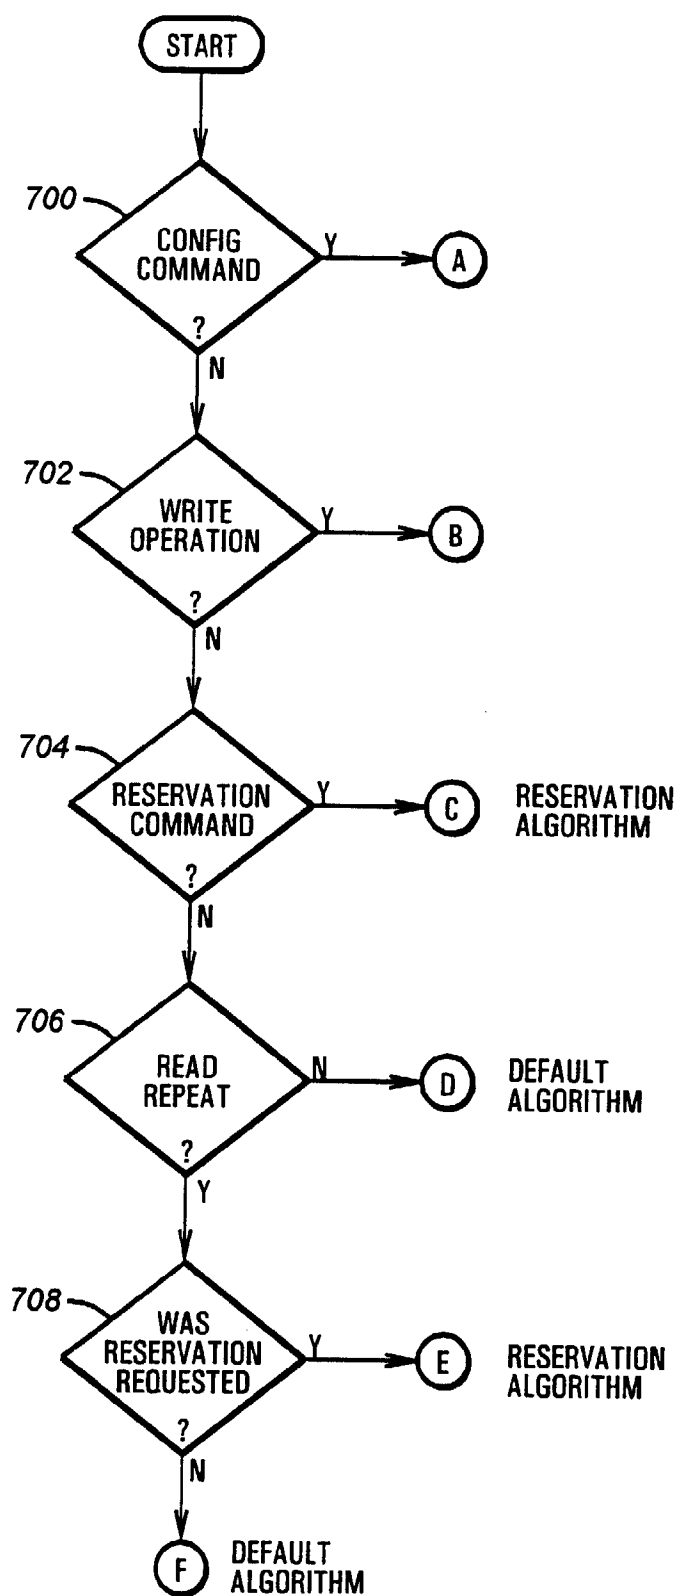 START
700
CONFIG
COMMAND
?
Y
A
N
702
WRITE
OPERATION
?
Y
B
N
704
RESERVATION
COMMAND
?
Y
C
RESERVATION
ALGORITHM
N
706
READ
REPEAT
?
N
D
DEFAULT
ALGORITHM
Y
708
WAS
RESERVATION
REQUESTED
?
Y
E
RESERVATION
ALGORITHM
N
F
DEFAULT
ALGORITHM